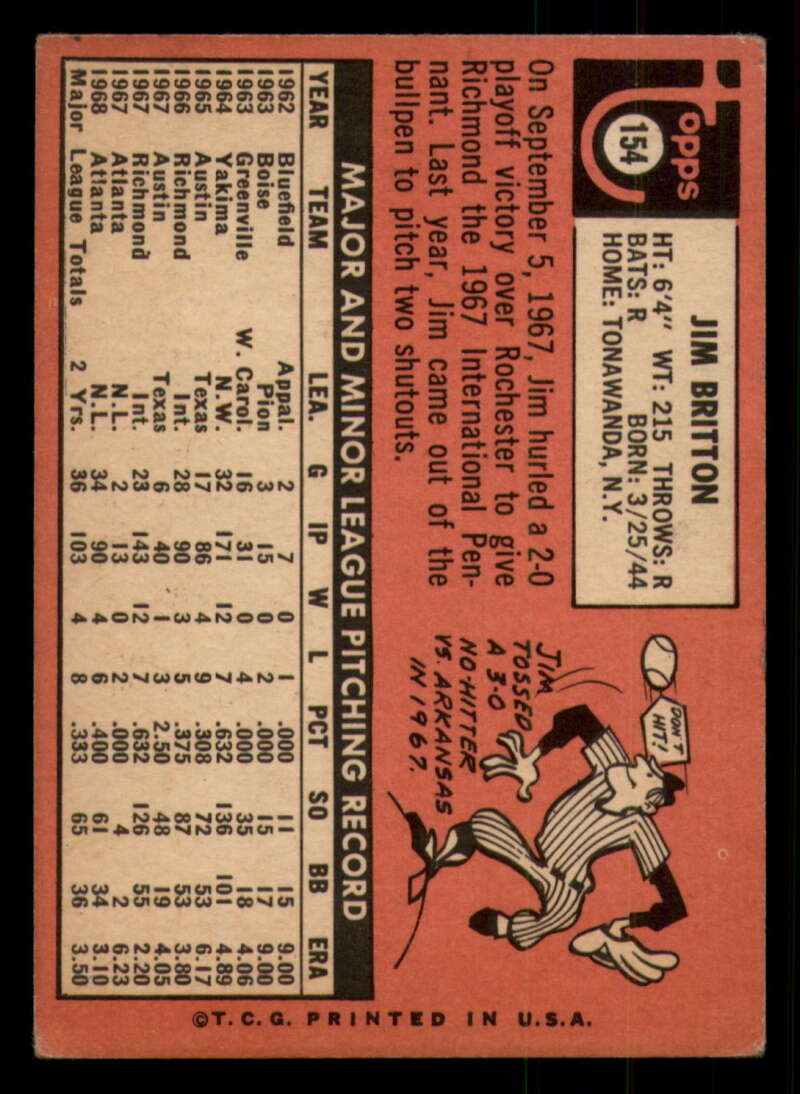 Topps
154
JIM BRITTON
HT: 6'4" WT: 215 THROWS: R
BATS: R BORN: 3/25/44
HOME: TONAWANDA, N.Y.
On September 5, 1967, Jim hurled a 2-0
playoff victory over Rochester to give
Richmond the 1967 International Pen-
nant. Last year, Jim came out of the
bullpen to pitch two shutouts.
DON'T
HIT!
JIM
TOSSED
A 3-0
NO-HITTER
VS. ARKANSAS
IN 1967.
MAJOR AND MINOR LEAGUE PITCHING RECORD
YEAR TEAM LEA. G IP W L PCT SO BB ERA
1962 Bluefield Appal. 2 7 0 1 .000 11 15 9.00
1963 Boise Pion 3 15 0 2 .000 15 17 9.00
1963 Greenville W. Carol. 16 31 0 4 .000 35 18 4.06
1964 Yakima N.W. 32 171 12 7 .632 136 101 4.89
1965 Austin Texas 17 86 4 9 .308 72 53 6.17
1966 Richmond Int. 28 90 3 5 .375 87 53 3.80
1967 Austin Texas 6 40 1 3 2.50 48 19 4.05
1967 Richmond Int. 23 143 12 7 .632 126 55 2.20
1967 Atlanta N.L. 2 13 0 2 .000 4 2 6.23
1968 Atlanta N.L. 34 90 4 6 .400 61 34 3.10
Major League Totals 2 Yrs. 36 103 4 8 .333 65 36 3.50
©T.C.G. PRINTED IN U.S.A.